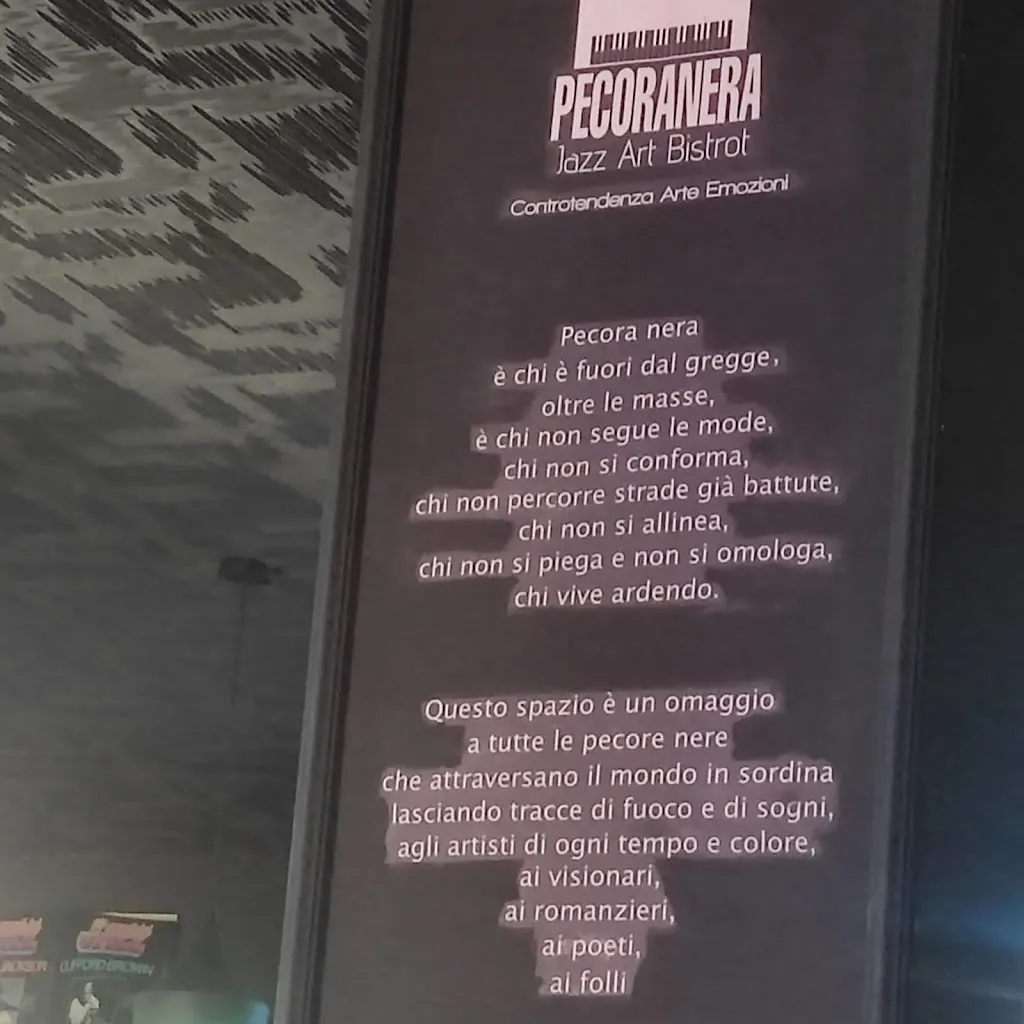 PECORANERA
Jazz Art Bistrot
Controtendenza Arte Emozioni
Pecora nera
è chi è fuori dal gregge,
oltre le masse,
è chi non segue le mode,
chi non si conforma,
chi non percorre strade già battute,
chi non si allinea,
chi non si piega e non si omologa,
chi vive ardendo.
Questo spazio è un omaggio
a tutte le pecore nere
che attraversano il mondo in sordina
lasciando tracce di fuoco e di sogni,
agli artisti di ogni tempo e colore,
ai visionari,
ai romanzieri,
ai poeti,
ai folli
CLIFFORD BROWN